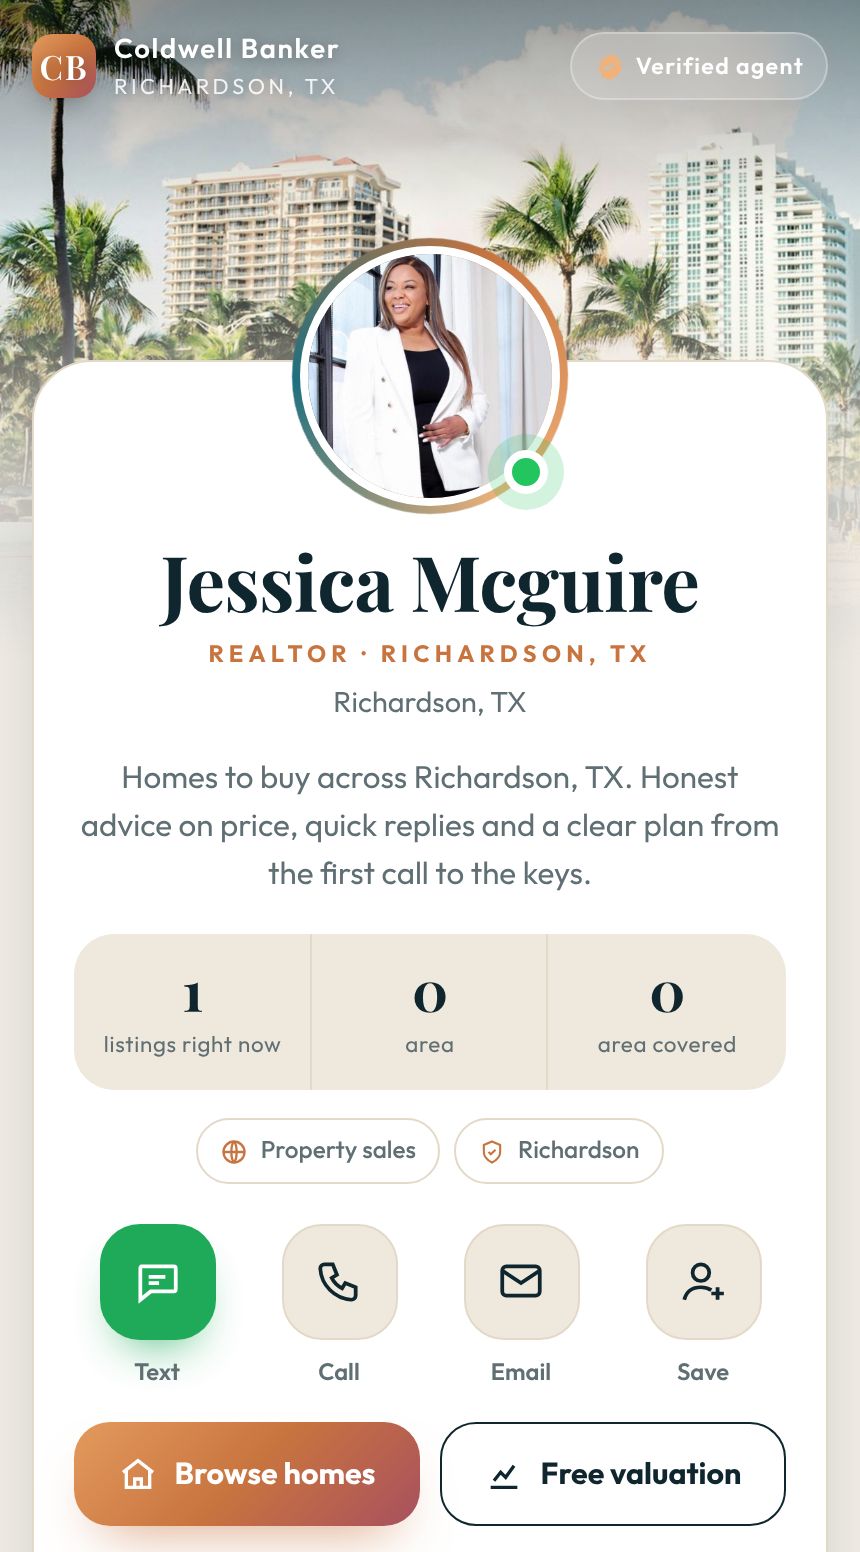 CB
Coldwell Banker
RICHARDSON, TX
Verified agent
Jessica Mcguire
REALTOR · RICHARDSON, TX
Richardson, TX
Homes to buy across Richardson, TX. Honest
advice on price, quick replies and a clear plan from
the first call to the keys.
1
listings right now
0
area
0
area covered
Property sales
Richardson
Text
Call
Email
Save
Browse homes
Free valuation